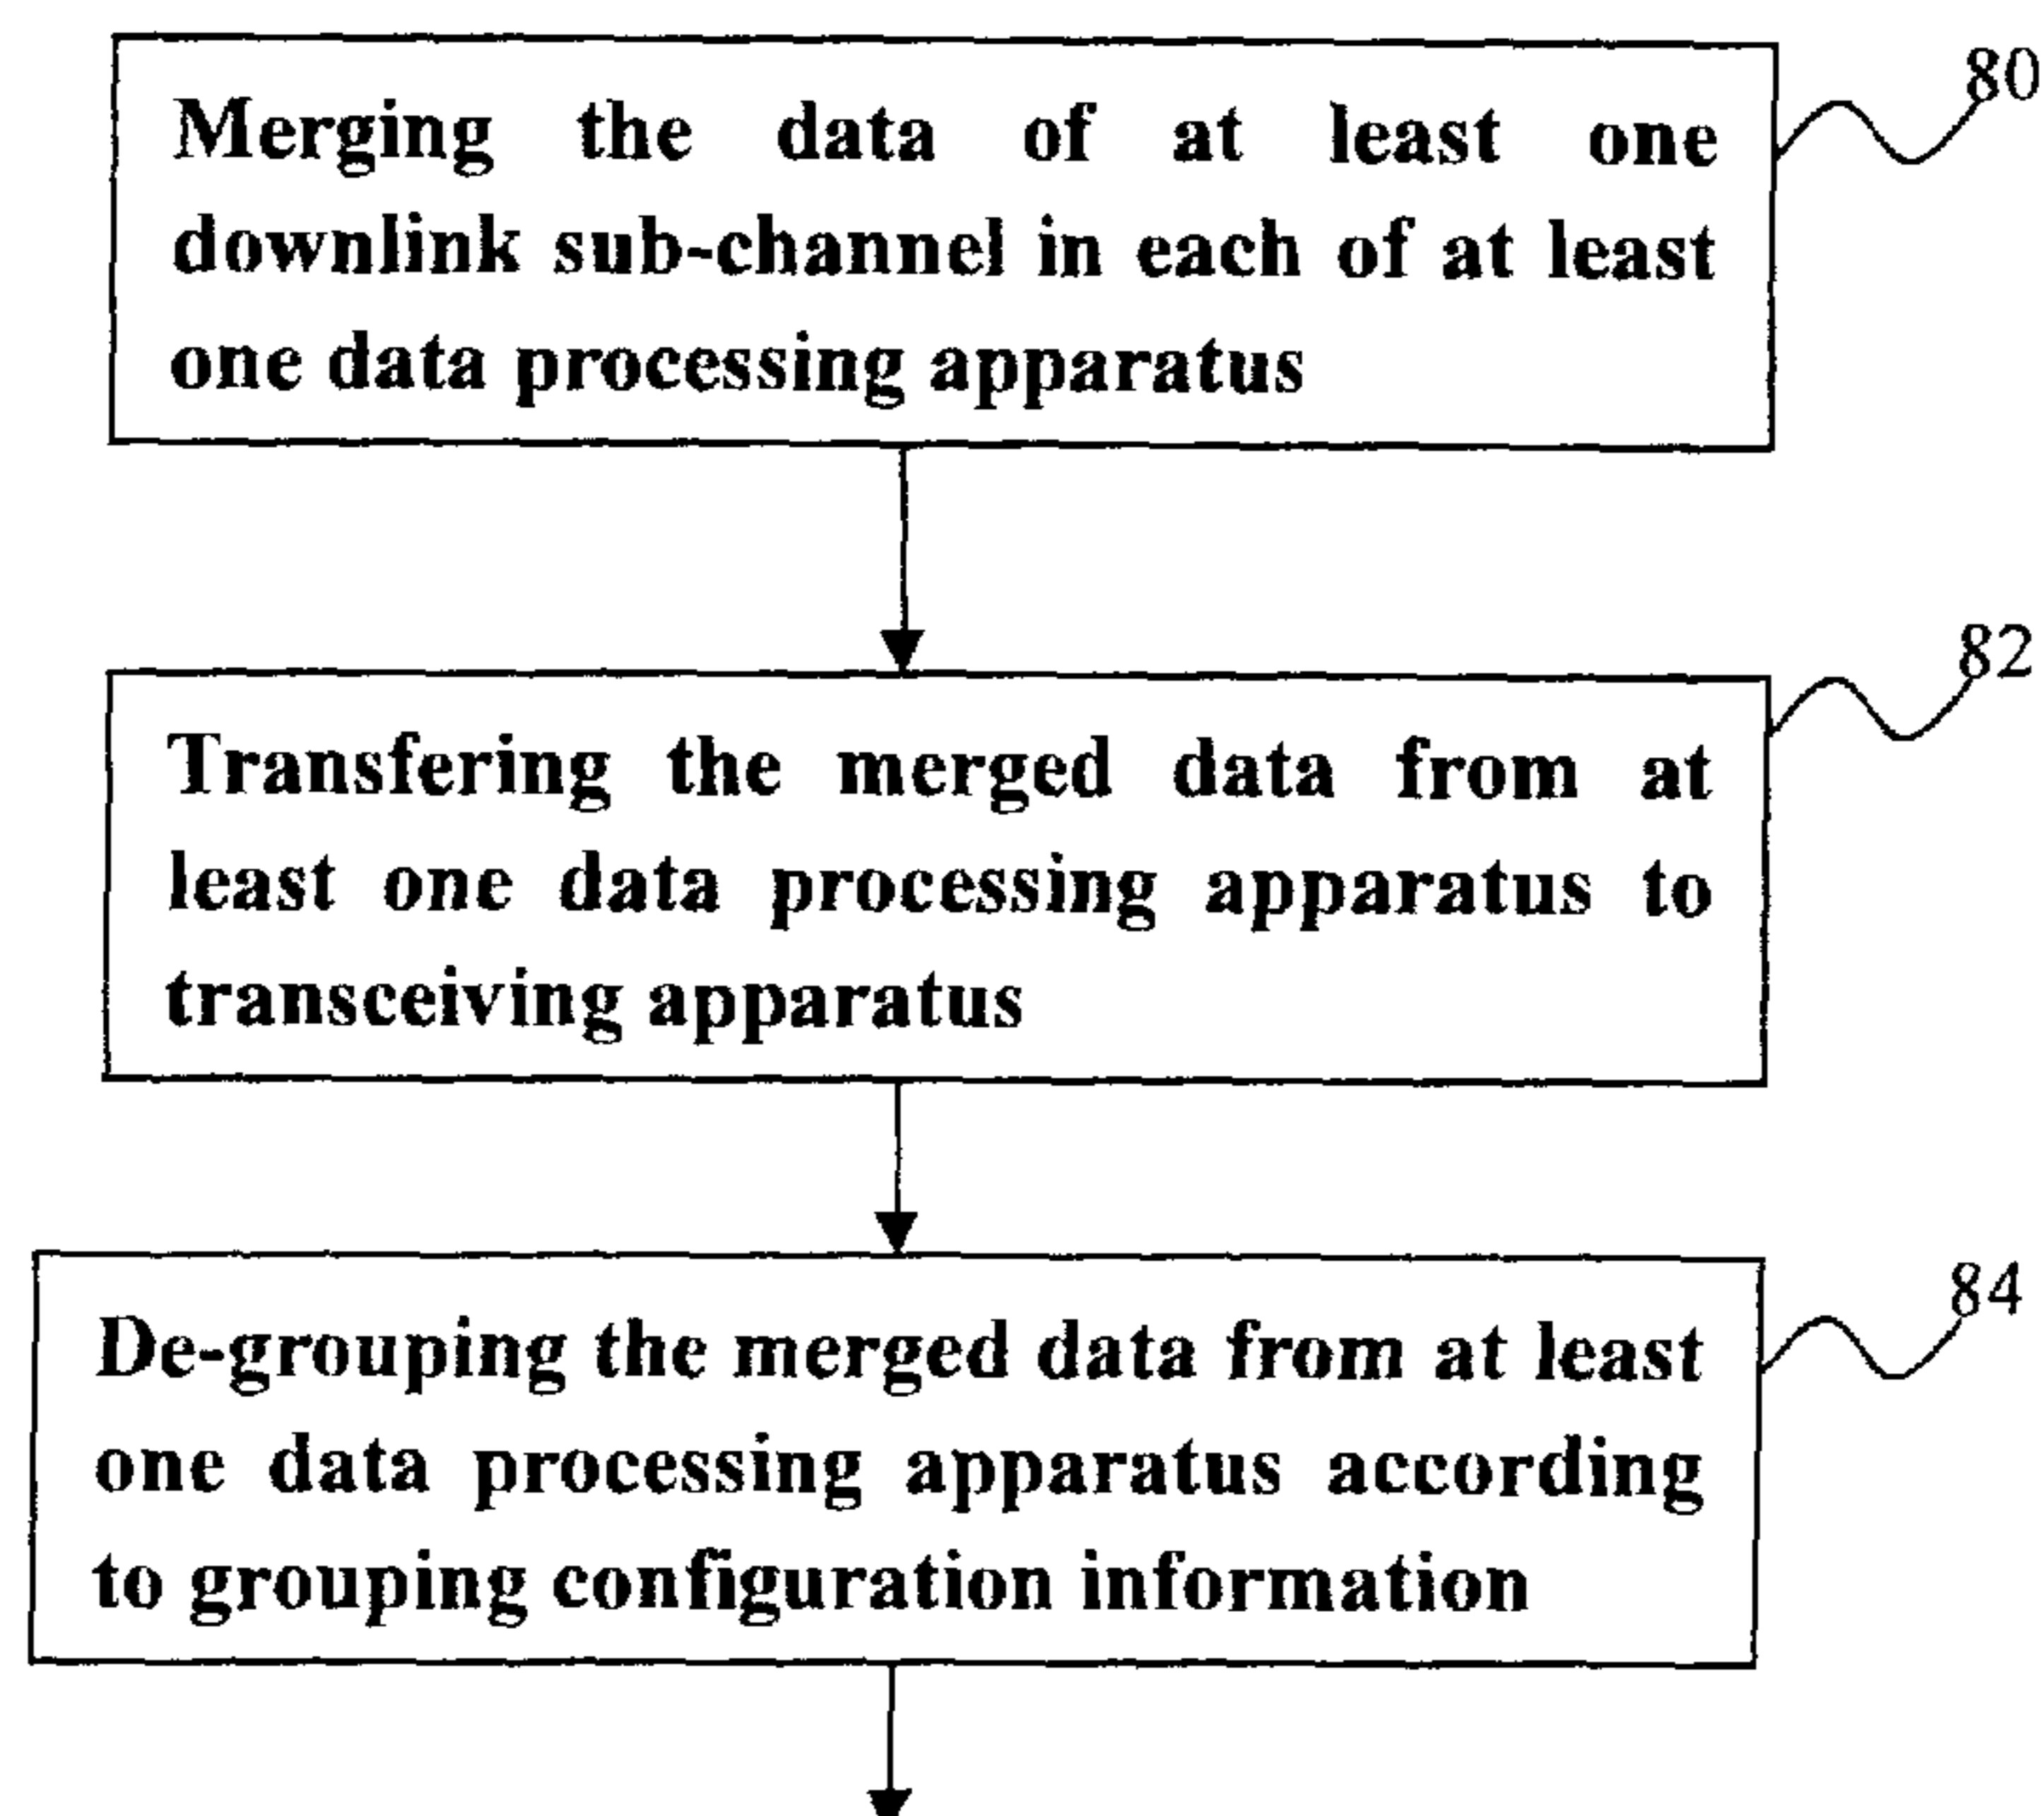 80
Merging the data of at least one
downlink sub-channel in each of at least
one data processing apparatus
82
Transfering the merged data from at
least one data processing apparatus to
transceiving apparatus
84
De-grouping the merged data from at least
one data processing apparatus according
to grouping configuration information